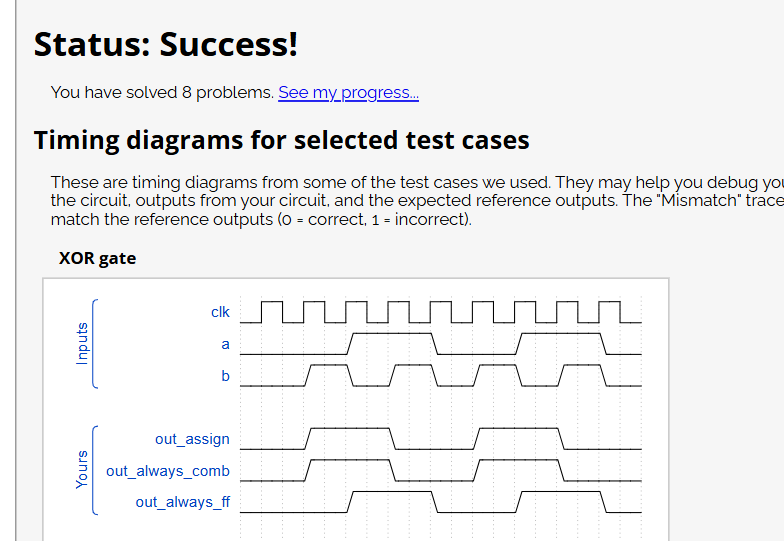 Status: Success!
You have solved 8 problems. See my progress...
Timing diagrams for selected test cases
These are timing diagrams from some of the test cases we used. They may help you debug
the circuit, outputs from your circuit, and the expected reference outputs. The "Mismatch" trace
match the reference outputs (0 = correct, 1 = incorrect).
XOR gate
Inputs
clk
a
b
Yours
out_assign
out_always_comb
out_always_ff